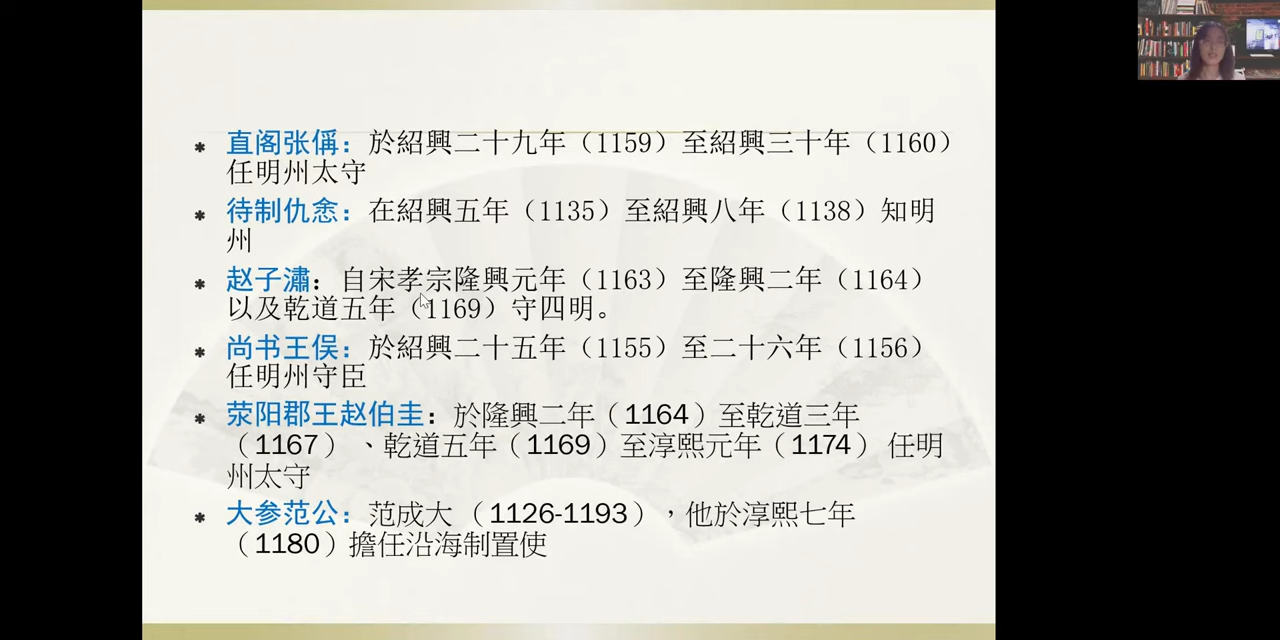 直阁张偁：於紹興二十九年（1159）至紹興三十年（1160）
任明州太守
待制仇悆：在紹興五年（1135）至紹興八年（1138）知明
州
赵子潚：自宋孝宗隆興元年（1163）至隆興二年（1164）
以及乾道五年（1169）守四明。
尚书王俣：於紹興二十五年（1155）至二十六年（1156）
任明州守臣
荥阳郡王赵伯圭：於隆興二年（1164）至乾道三年
（1167）、乾道五年（1169）至淳熙元年（1174）任明
州太守
大参范公：范成大（1126-1193），他於淳熙七年
（1180）擔任沿海制置使